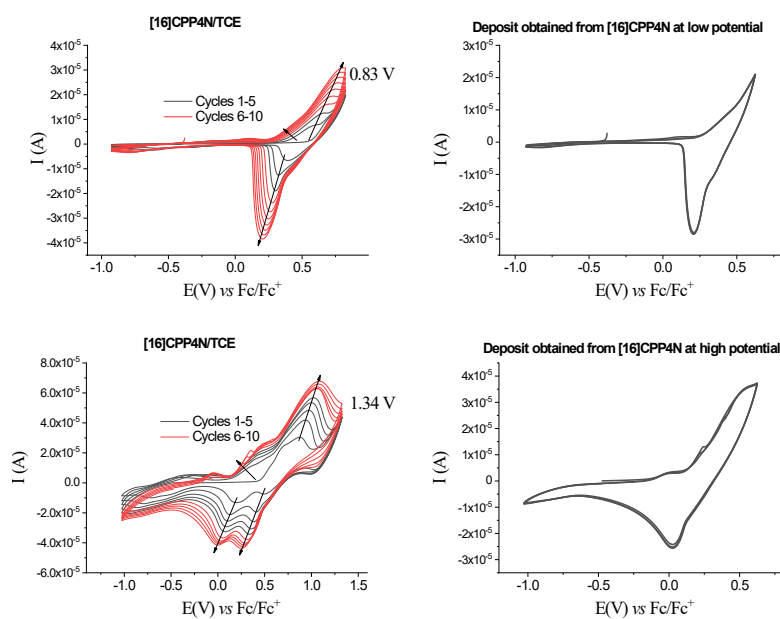 [16]CPP4N/TCE
5x10⁻⁵
4x10⁻⁵
3x10⁻⁵
2x10⁻⁵
1x10⁻⁵
0
-1x10⁻⁵
-2x10⁻⁵
-3x10⁻⁵
-4x10⁻⁵
I (A)
Cycles 1-5
Cycles 6-10
0.83 V
-1.0 -0.5 0.0 0.5
E(V) vs Fc/Fc⁺
Deposit obtained from [16]CPP4N at low potential
3x10⁻⁵
2x10⁻⁵
1x10⁻⁵
0
-1x10⁻⁵
-2x10⁻⁵
-3x10⁻⁵
I (A)
-1.0 -0.5 0.0 0.5
E(V) vs Fc/Fc⁺
[16]CPP4N/TCE
8.0x10⁻⁵
6.0x10⁻⁵
4.0x10⁻⁵
2.0x10⁻⁵
0.0
-2.0x10⁻⁵
-4.0x10⁻⁵
-6.0x10⁻⁵
I (A)
Cycles 1-5
Cycles 6-10
1.34 V
-1.0 -0.5 0.0 0.5 1.0 1.5
E(V) vs Fc/Fc⁺
Deposit obtained from [16]CPP4N at high potential
4x10⁻⁵
3x10⁻⁵
2x10⁻⁵
1x10⁻⁵
0
-1x10⁻⁵
-2x10⁻⁵
-3x10⁻⁵
I (A)
-1.0 -0.5 0.0 0.5
E(V) vs Fc/Fc⁺